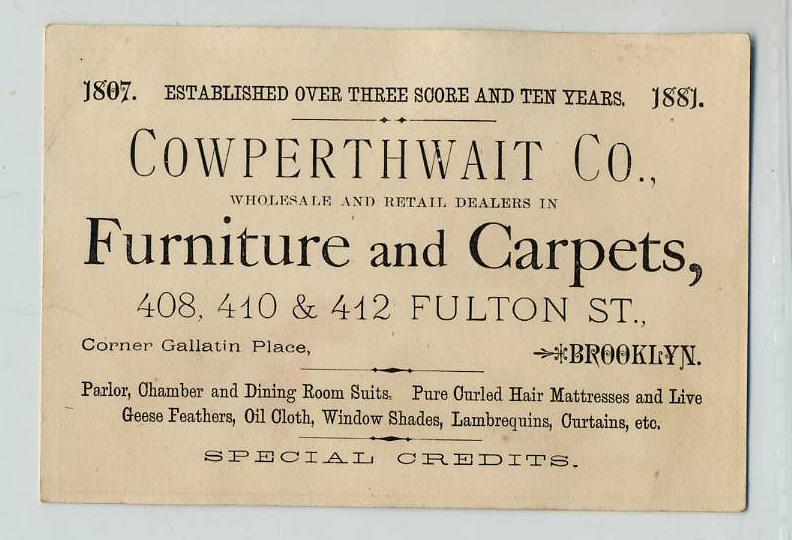 1807. ESTABLISHED OVER THREE SCORE AND TEN YEARS. 1881.
COWPERTHWAIT CO.,
WHOLESALE AND RETAIL DEALERS IN
Furniture and Carpets,
408, 410 & 412 FULTON ST.,
Corner Gallatin Place, BROOKLYN.
Parlor, Chamber and Dining Room Suits. Pure Curled Hair Mattresses and Live
Geese Feathers, Oil Cloth, Window Shades, Lambrequins, Curtains, etc.
SPECIAL CREDITS.